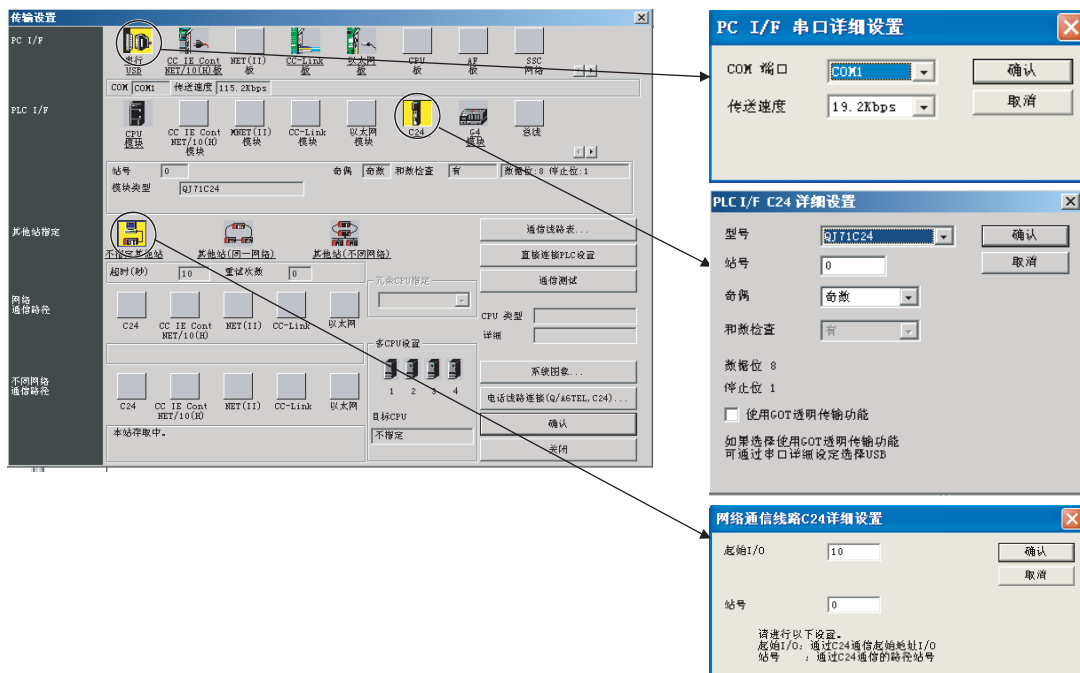 传输设置
PC I/F
串行
USB
CC IE Cont
NET/10(H)板
NET(II)
板
CC-Link
板
以太网
板
CPU
板
AF
板
SSC
网络
COM COM1 传送速度 115.2Kbps
PLC I/F
CPU
模块
CC IE Cont
NET/10(H)
模块
MNET(II)
模块
CC-Link
模块
以太网
模块
C24
G4
模块
总线
站号 0 奇偶 奇数 和数检查 有 数据位:8 停止位:1
模块类型 QJ71C24
其他站指定
不指定其他站
其他站(同一网络)
其他站(不同网络)
超时(秒) 10 重试次数 0
网络
通信路径
C24
CC IE Cont
NET/10(H)
NET(II)
CC-Link
以太网
不同网络
通信路径
C24
CC IE Cont
NET/10(H)
NET(II)
CC-Link
以太网
本站存取中。
冗余CPU指定
多CPU设置
1 2 3 4
目标CPU
不指定
通信线路表...
直接连接PLC设置
通信测试
CPU 类型
详细
系统图象...
电话线路连接(Q/A6TEL,C24)...
确认
关闭
PC I/F 串口详细设置
COM 端口 COM1
传送速度 19.2Kbps
确认
取消
PLC I/F C24 详细设置
型号 QJ71C24
站号 0
奇偶 奇数
和数检查 有
数据位 8
停止位 1
使用GOT透明传输功能
如果选择使用GOT透明传输功能
可通过串口详细设定选择USB
确认
取消
网络通信线路C24详细设置
起始I/O 10
站号 0
确认
取消
请进行以下设置。
起始I/O: 通过C24通信起始地址I/O
站号 : 通过C24通信的路径站号